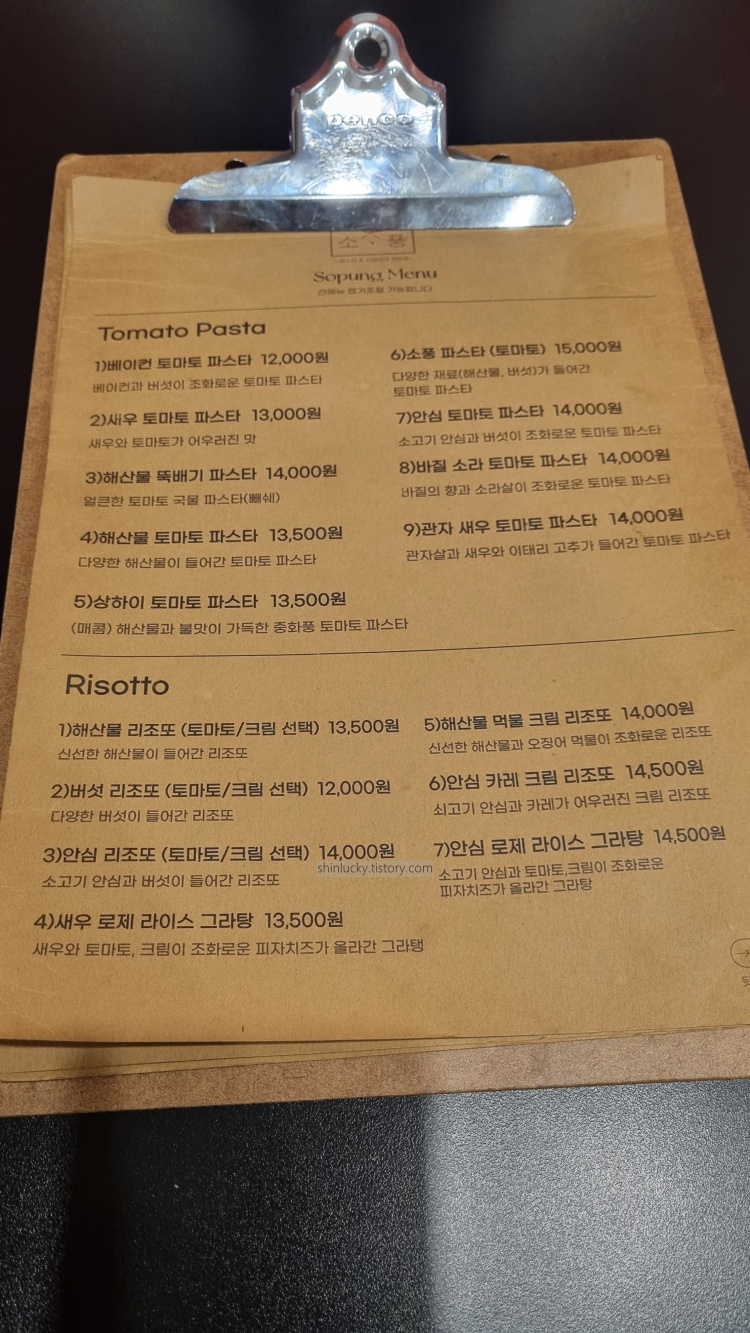 Danco
소풍
Sopung Menu
전메뉴 맵기조절 가능합니다.
Tomato Pasta
1)베이컨 토마토 파스타 12,000원
베이컨과 버섯이 조화로운 토마토 파스타
2)새우 토마토 파스타 13,000원
새우와 토마토가 어우러진 맛
3)해산물 뚝배기 파스타 14,000원
얼큰한 토마토 국물 파스타(빼쉐)
4)해산물 토마토 파스타 13,500원
다양한 해산물이 들어간 토마토 파스타
5)상하이 토마토 파스타 13,500원
(매콤) 해산물과 불맛이 가득한 중화풍 토마토 파스타
6)소풍 파스타 (토마토) 15,000원
다양한 재료(해산물, 버섯)가 들어간
토마토 파스타
7)안심 토마토 파스타 14,000원
소고기 안심과 버섯이 조화로운 토마토 파스타
8)바질 소라 토마토 파스타 14,000원
바질의 향과 소라살이 조화로운 토마토 파스타
9)관자 새우 토마토 파스타 14,000원
관자살과 새우와 이태리 고추가 들어간 토마토 파스타
Risotto
1)해산물 리조또 (토마토/크림 선택) 13,500원
신선한 해산물이 들어간 리조또
2)버섯 리조또 (토마토/크림 선택) 12,000원
다양한 버섯이 들어간 리조또
3)안심 리조또 (토마토/크림 선택) 14,000원
소고기 안심과 버섯이 들어간 리조또
4)새우 로제 라이스 그라탕 13,500원
새우와 토마토, 크림이 조화로운 피자치즈가 올라간 그라탱
5)해산물 먹물 크림 리조또 14,000원
신선한 해산물과 오징어 먹물이 조화로운 리조또
6)안심 카레 크림 리조또 14,500원
쇠고기 안심과 카레가 어우러진 크림 리조또
7)안심 로제 라이스 그라탕 14,500원
소고기 안심과 토마토,크림이 조화로운
피자치즈가 올라간 그라탕
shinlucky.tistory.com